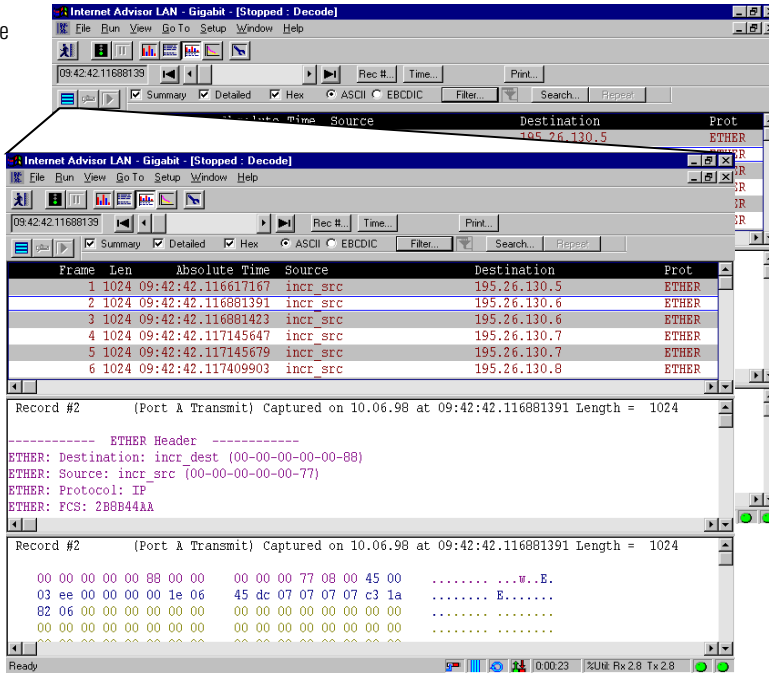 e
Internet Advisor LAN - Gigabit - [Stopped : Decode]
File Run View Go To Setup Window Help
09:42:42.11688139 Rec #... Time... Print...
Summary Detailed Hex ASCII EBCDIC Filter... Search... Repeat
Time Source Destination Prot
195.26.130.5 ETHER
Internet Advisor LAN - Gigabit - [Stopped : Decode]
File Run View Go To Setup Window Help
09:42:42.11688139 Rec #... Time... Print...
Summary Detailed Hex ASCII EBCDIC Filter... Search... Repeat
Frame Len Absolute Time Source Destination Prot
1 1024 09:42:42.116617167 incr_src 195.26.130.5 ETHER
2 1024 09:42:42.116881391 incr_src 195.26.130.6 ETHER
3 1024 09:42:42.116881423 incr_src 195.26.130.6 ETHER
4 1024 09:42:42.117145647 incr_src 195.26.130.7 ETHER
5 1024 09:42:42.117145679 incr_src 195.26.130.7 ETHER
6 1024 09:42:42.117409903 incr_src 195.26.130.8 ETHER
Record #2 (Port A Transmit) Captured on 10.06.98 at 09:42:42.116881391 Length = 1024
------------ ETHER Header ------------
ETHER: Destination: incr_dest (00-00-00-00-00-88)
ETHER: Source: incr_src (00-00-00-00-00-77)
ETHER: Protocol: IP
ETHER: FCS: 2B8B44AA
Record #2 (Port A Transmit) Captured on 10.06.98 at 09:42:42.116881391 Length = 1024
00 00 00 00 00 88 00 00 00 00 00 77 08 00 45 00 ........ ...w..E.
03 ee 00 00 00 00 1e 06 45 dc 07 07 07 07 c3 1a ........ E.......
82 06 00 00 00 00 00 00 00 00 00 00 00 00 00 00 ........ ........
00 00 00 00 00 00 00 00 00 00 00 00 00 00 00 00 ........ ........
Ready 0:00:23 %Util: Rx 2.8 Tx 2.8